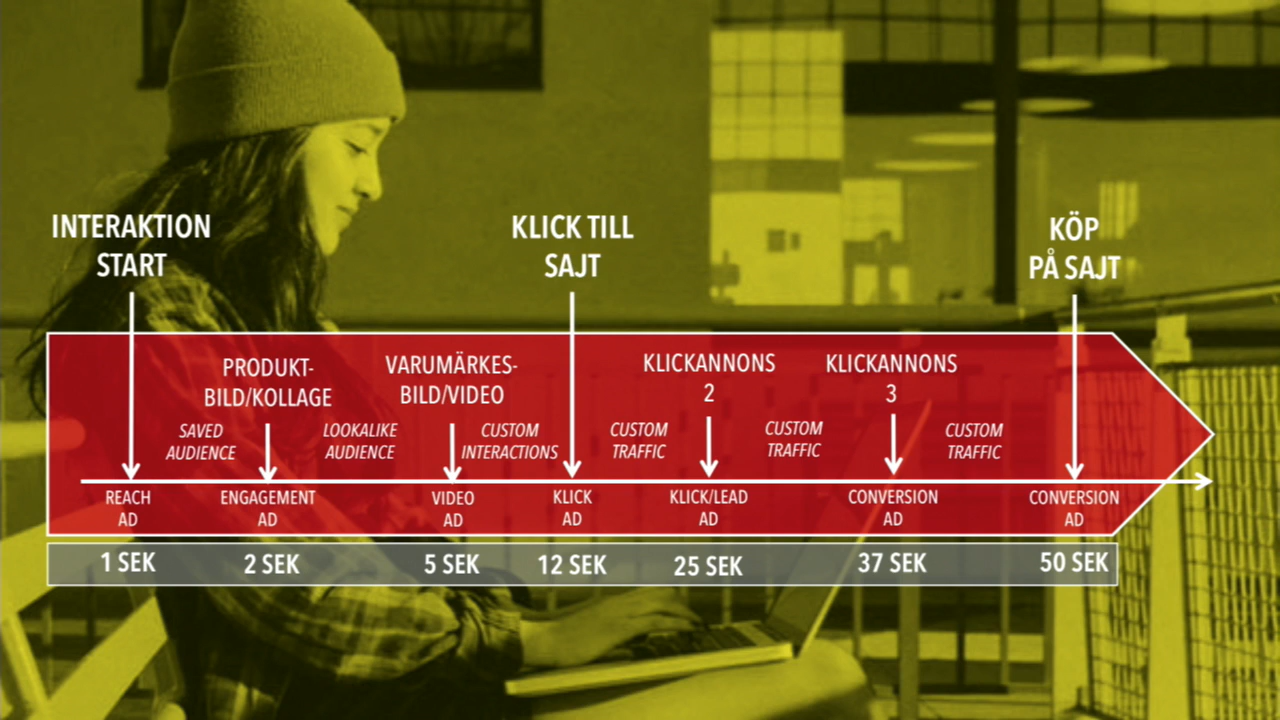 INTERAKTION
START
KLICK TILL
SAJT
KÖP
PÅ SAJT
PRODUKT-
BILD/KOLLAGE
VARUMÄRKES-
BILD/VIDEO
KLICKANNONS
2
KLICKANNONS
3
SAVED
AUDIENCE
LOOKALIKE
AUDIENCE
CUSTOM
INTERACTIONS
CUSTOM
TRAFFIC
CUSTOM
TRAFFIC
CUSTOM
TRAFFIC
REACH
AD
ENGAGEMENT
AD
VIDEO
AD
KLICK
AD
KLICK/LEAD
AD
CONVERSION
AD
CONVERSION
AD
1 SEK
2 SEK
5 SEK
12 SEK
25 SEK
37 SEK
50 SEK